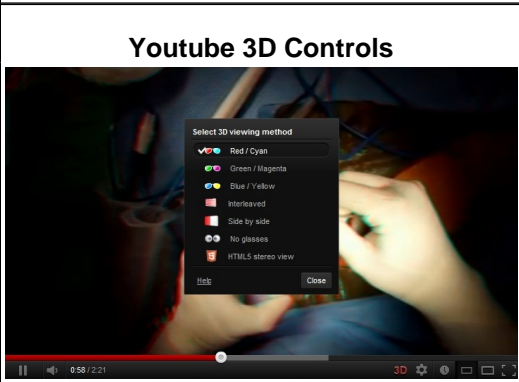 Youtube 3D Controls
Select 3D viewing method
Red / Cyan
Green / Magenta
Blue / Yellow
Interleaved
Side by side
No glasses
HTML5 stereo view
Help Close
0:58 / 2:21 3D